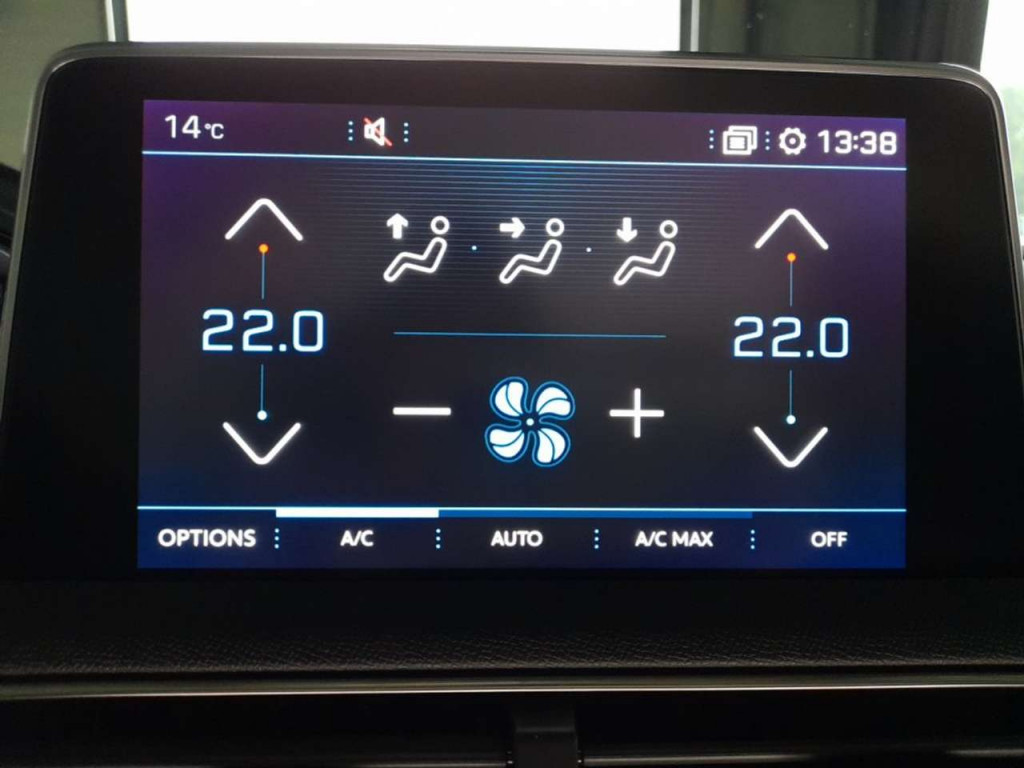 14°C 13:38
22.0 22.0
OPTIONS A/C AUTO A/C MAX OFF